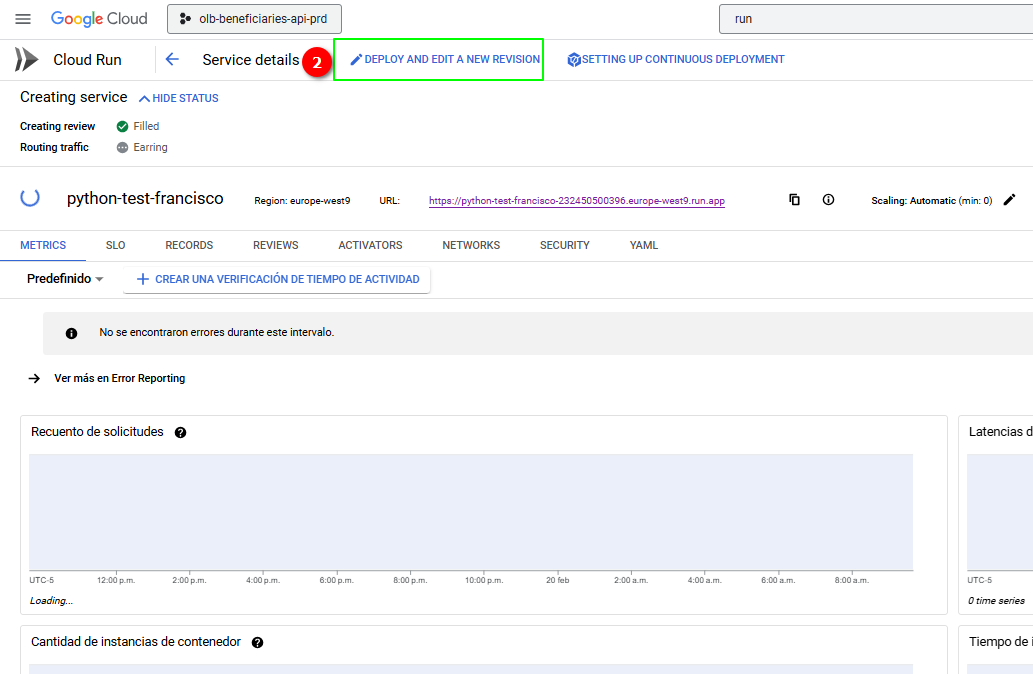 Google Cloud olb-beneficiaries-api-prd run
Cloud Run Service details 2 DEPLOY AND EDIT A NEW REVISION SETTING UP CONTINUOUS DEPLOYMENT
Creating service HIDE STATUS
Creating review Filled
Routing traffic Earring
python-test-francisco Region: europe-west9 URL: https://python-test-francisco-232450500396.europe-west9.run.app Scaling: Automatic (min: 0)
METRICS SLO RECORDS REVIEWS ACTIVATORS NETWORKS SECURITY YAML
Predefinido CREAR UNA VERIFICACIÓN DE TIEMPO DE ACTIVIDAD
No se encontraron errores durante este intervalo.
Ver más en Error Reporting
Recuento de solicitudes
Latencias d
UTC-5 12:00 p.m. 2:00 p.m. 4:00 p.m. 6:00 p.m. 8:00 p.m. 10:00 p.m. 20 feb 2:00 a.m. 4:00 a.m. 6:00 a.m. 8:00 a.m.
UTC-5
Loading...
0 time series
Cantidad de instancias de contenedor
Tiempo de i